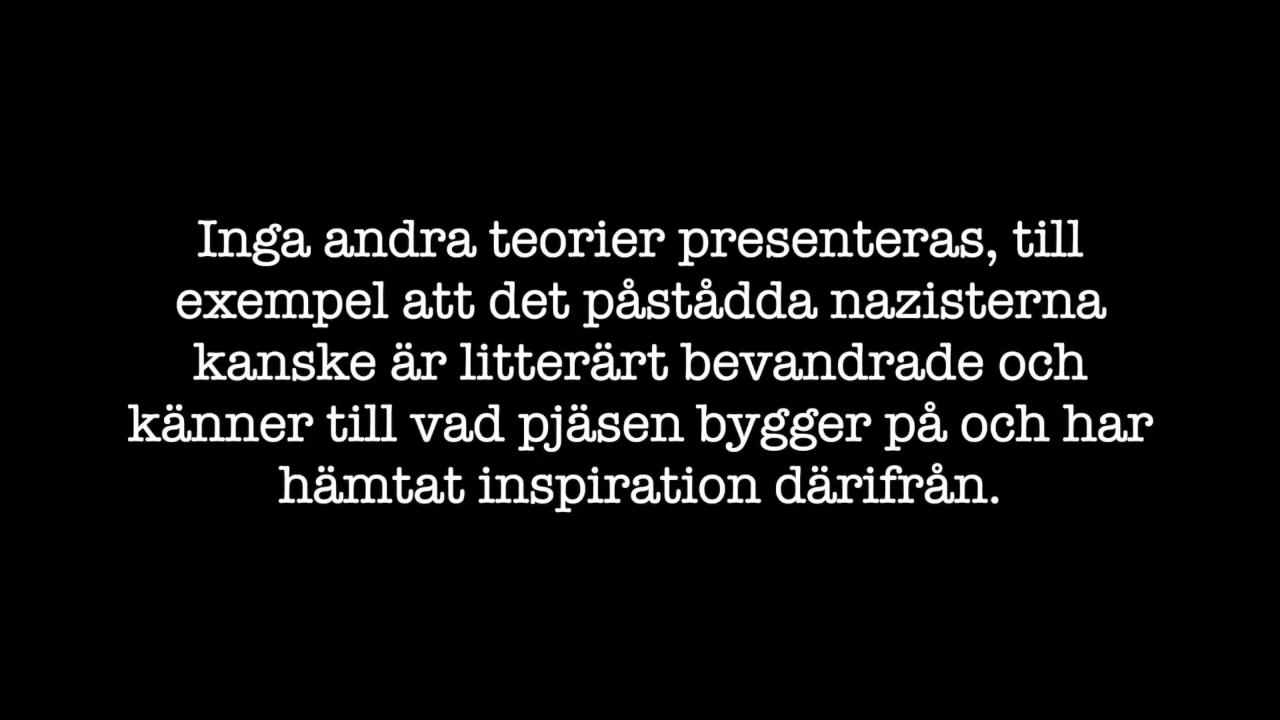 Inga andra teorier presenteras, till
exempel att det påstådda nazisterna
kanske är litterärt bevandrade och
känner till vad pjäsen bygger på och har
hämtat inspiration därifrån.